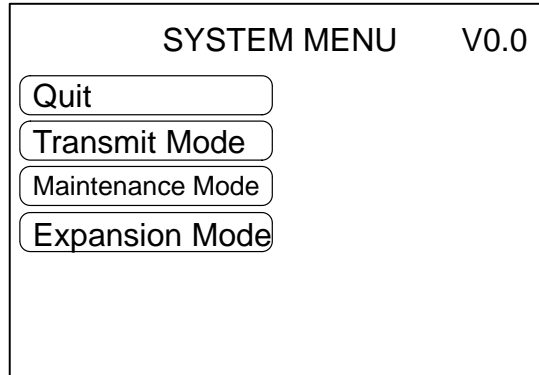 SYSTEM MENU V0.0
Quit
Transmit Mode
Maintenance Mode
Expansion Mode